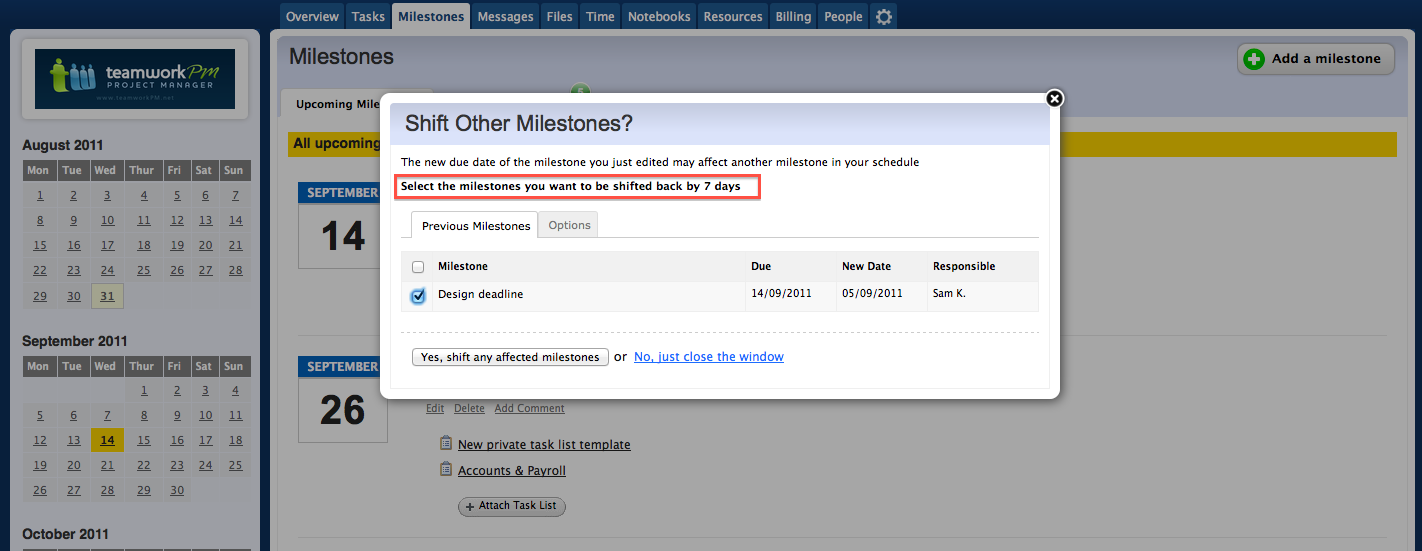 Overview Tasks Milestones Messages Files Time Notebooks Resources Billing People
teamworkPM
PROJECT MANAGER
www.teamworkPM.net
August 2011
Mon Tue Wed Thur Fri Sat Sun
1 2 3 4 5 6 7
8 9 10 11 12 13 14
15 16 17 18 19 20 21
22 23 24 25 26 27 28
29 30 31
September 2011
Mon Tue Wed Thur Fri Sat Sun
1 2 3 4
5 6 7 8 9 10 11
12 13 14 15 16 17 18
19 20 21 22 23 24 25
26 27 28 29 30
October 2011
Milestones
Add a milestone
Upcoming Mile
All upcoming
SEPTEMBER
14
SEPTEMBER
26
Shift Other Milestones?
The new due date of the milestone you just edited may affect another milestone in your schedule
Select the milestones you want to be shifted back by 7 days
Previous Milestones Options
Milestone Due New Date Responsible
Design deadline 14/09/2011 05/09/2011 Sam K.
Yes, shift any affected milestones or No, just close the window
Edit Delete Add Comment
New private task list template
Accounts & Payroll
+ Attach Task List